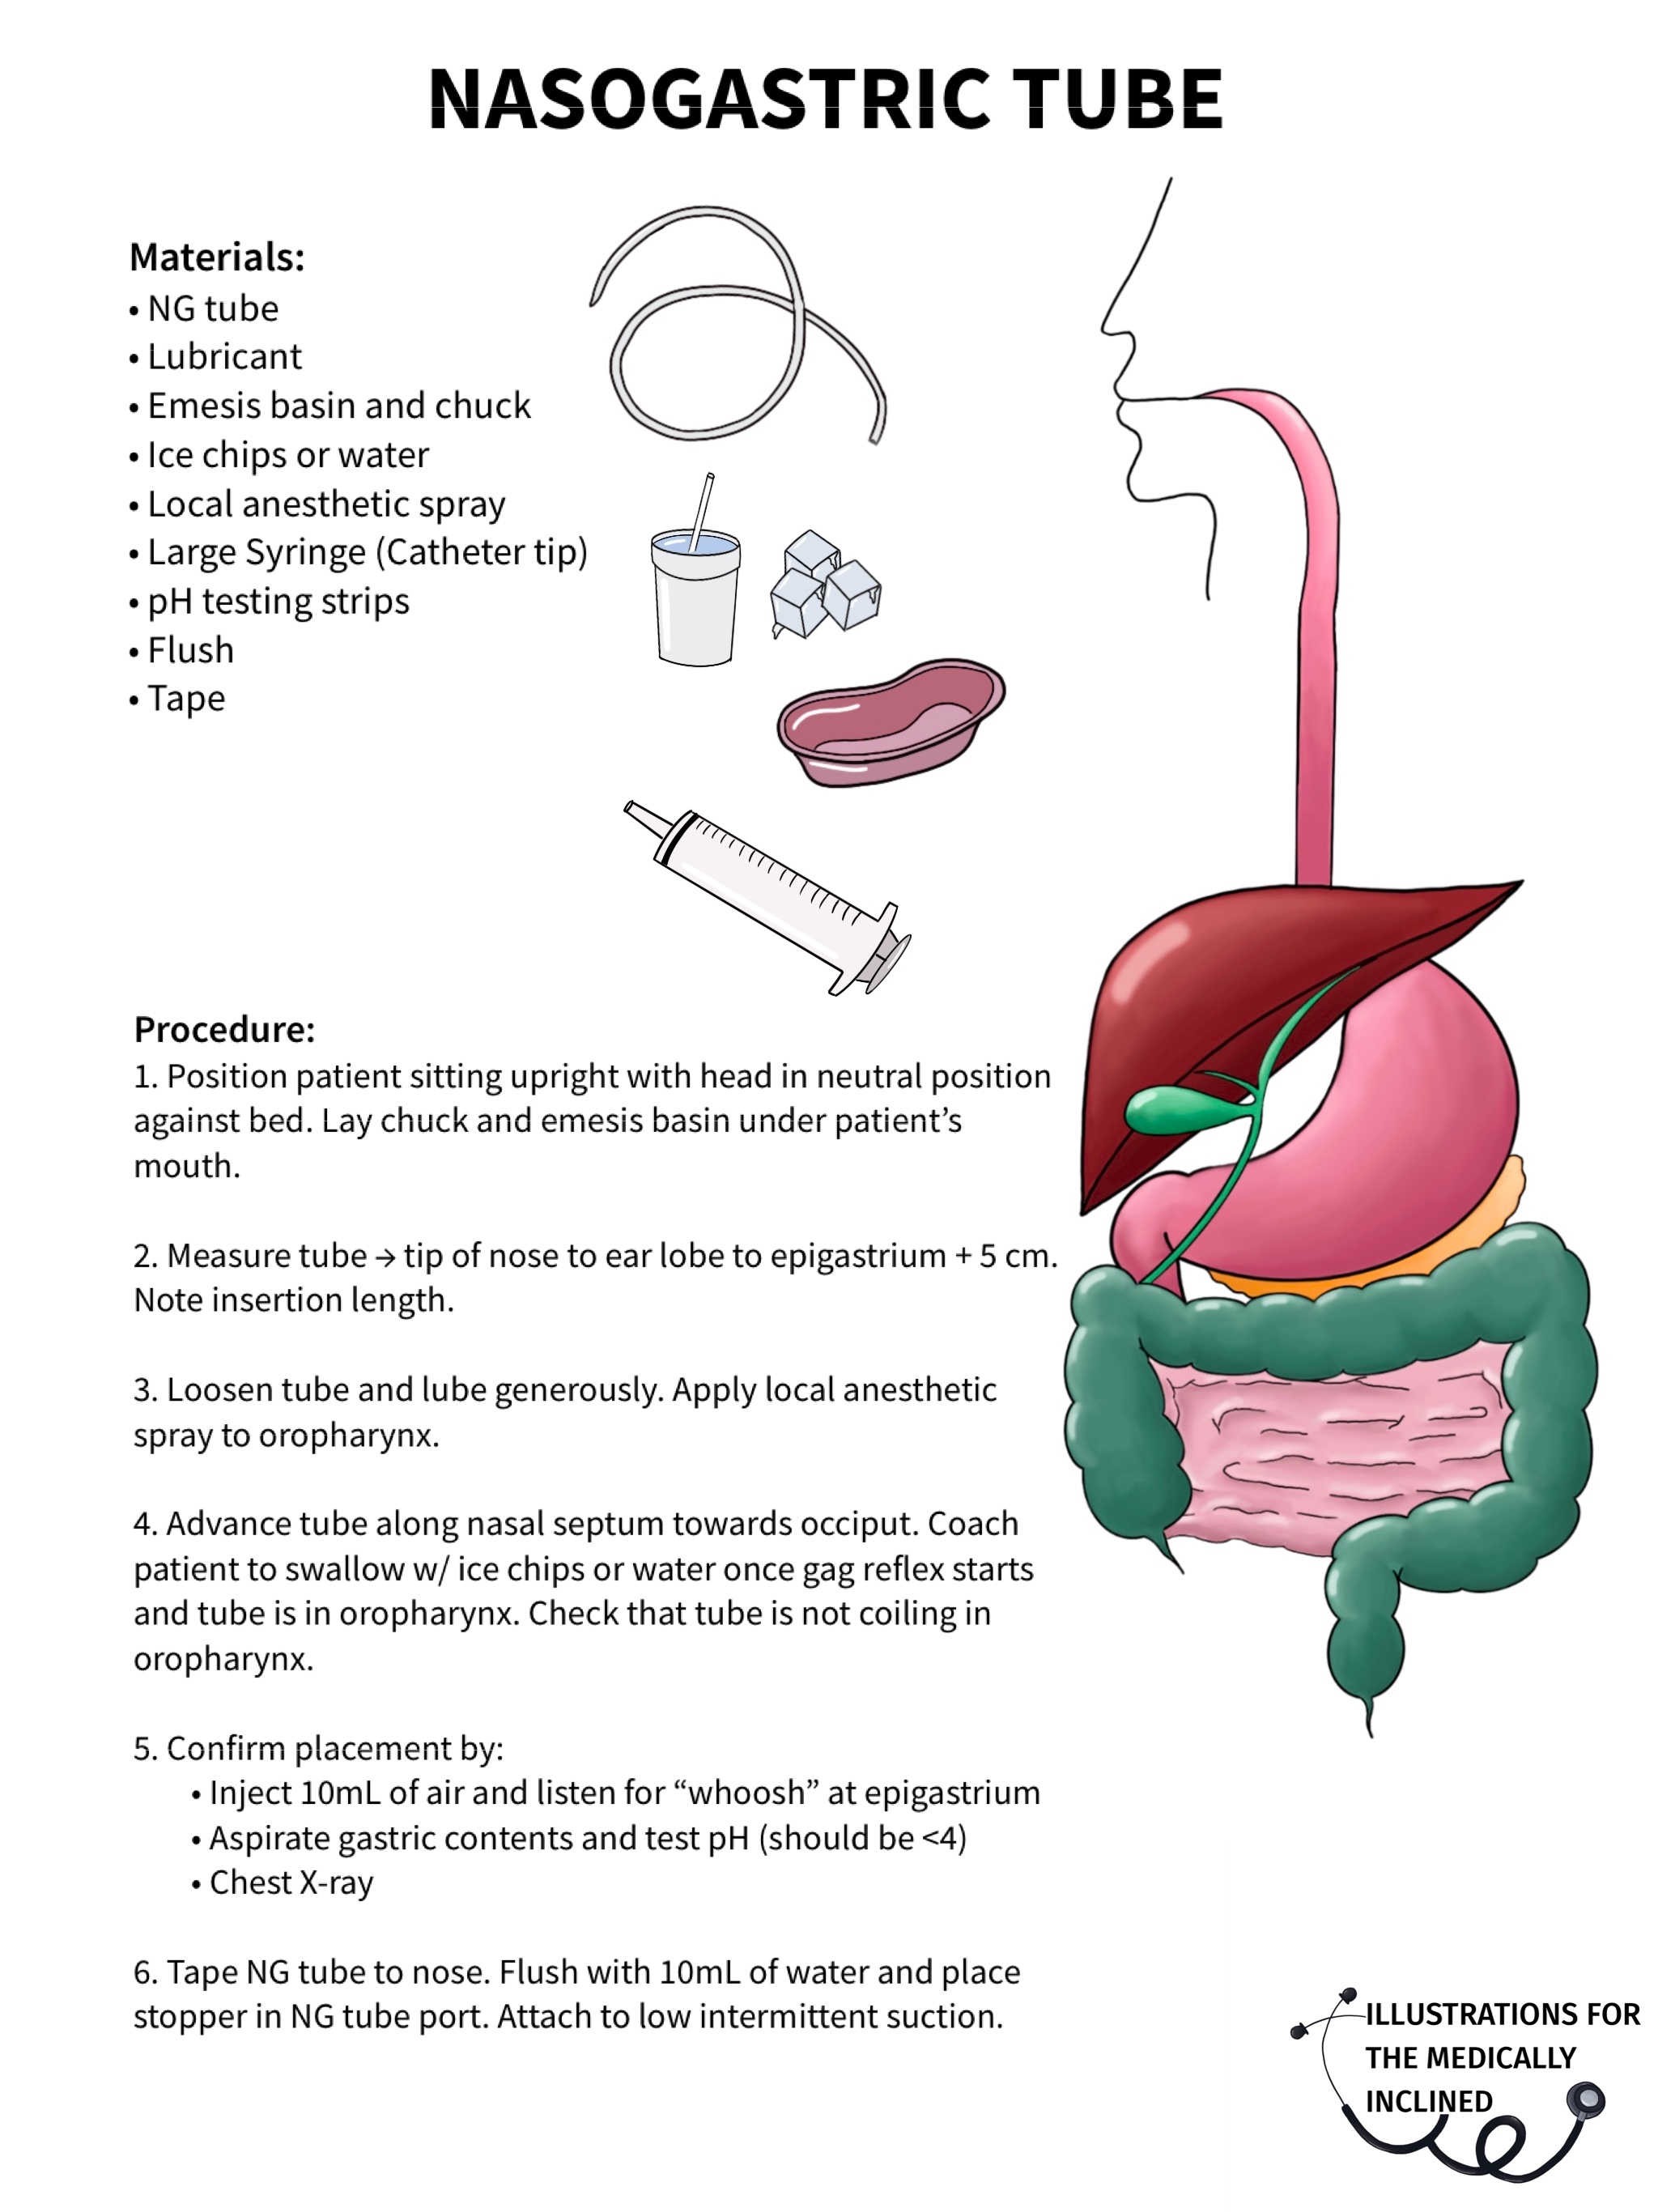 NASOGASTRIC TUBE
Materials:
• NG tube
• Lubricant
• Emesis basin and chuck
• Ice chips or water
• Local anesthetic spray
• Large Syringe (Catheter tip)
• pH testing strips
• Flush
• Tape
Procedure:
1. Position patient sitting upright with head in neutral position
against bed. Lay chuck and emesis basin under patient’s
mouth.
2. Measure tube → tip of nose to ear lobe to epigastrium + 5 cm.
Note insertion length.
3. Loosen tube and lube generously. Apply local anesthetic
spray to oropharynx.
4. Advance tube along nasal septum towards occiput. Coach
patient to swallow w/ ice chips or water once gag reflex starts
and tube is in oropharynx. Check that tube is not coiling in
oropharynx.
5. Confirm placement by:
• Inject 10mL of air and listen for “whoosh” at epigastrium
• Aspirate gastric contents and test pH (should be <4)
• Chest X-ray
6. Tape NG tube to nose. Flush with 10mL of water and place
stopper in NG tube port. Attach to low intermittent suction.
ILLUSTRATIONS FOR
THE MEDICALLY
INCLINED